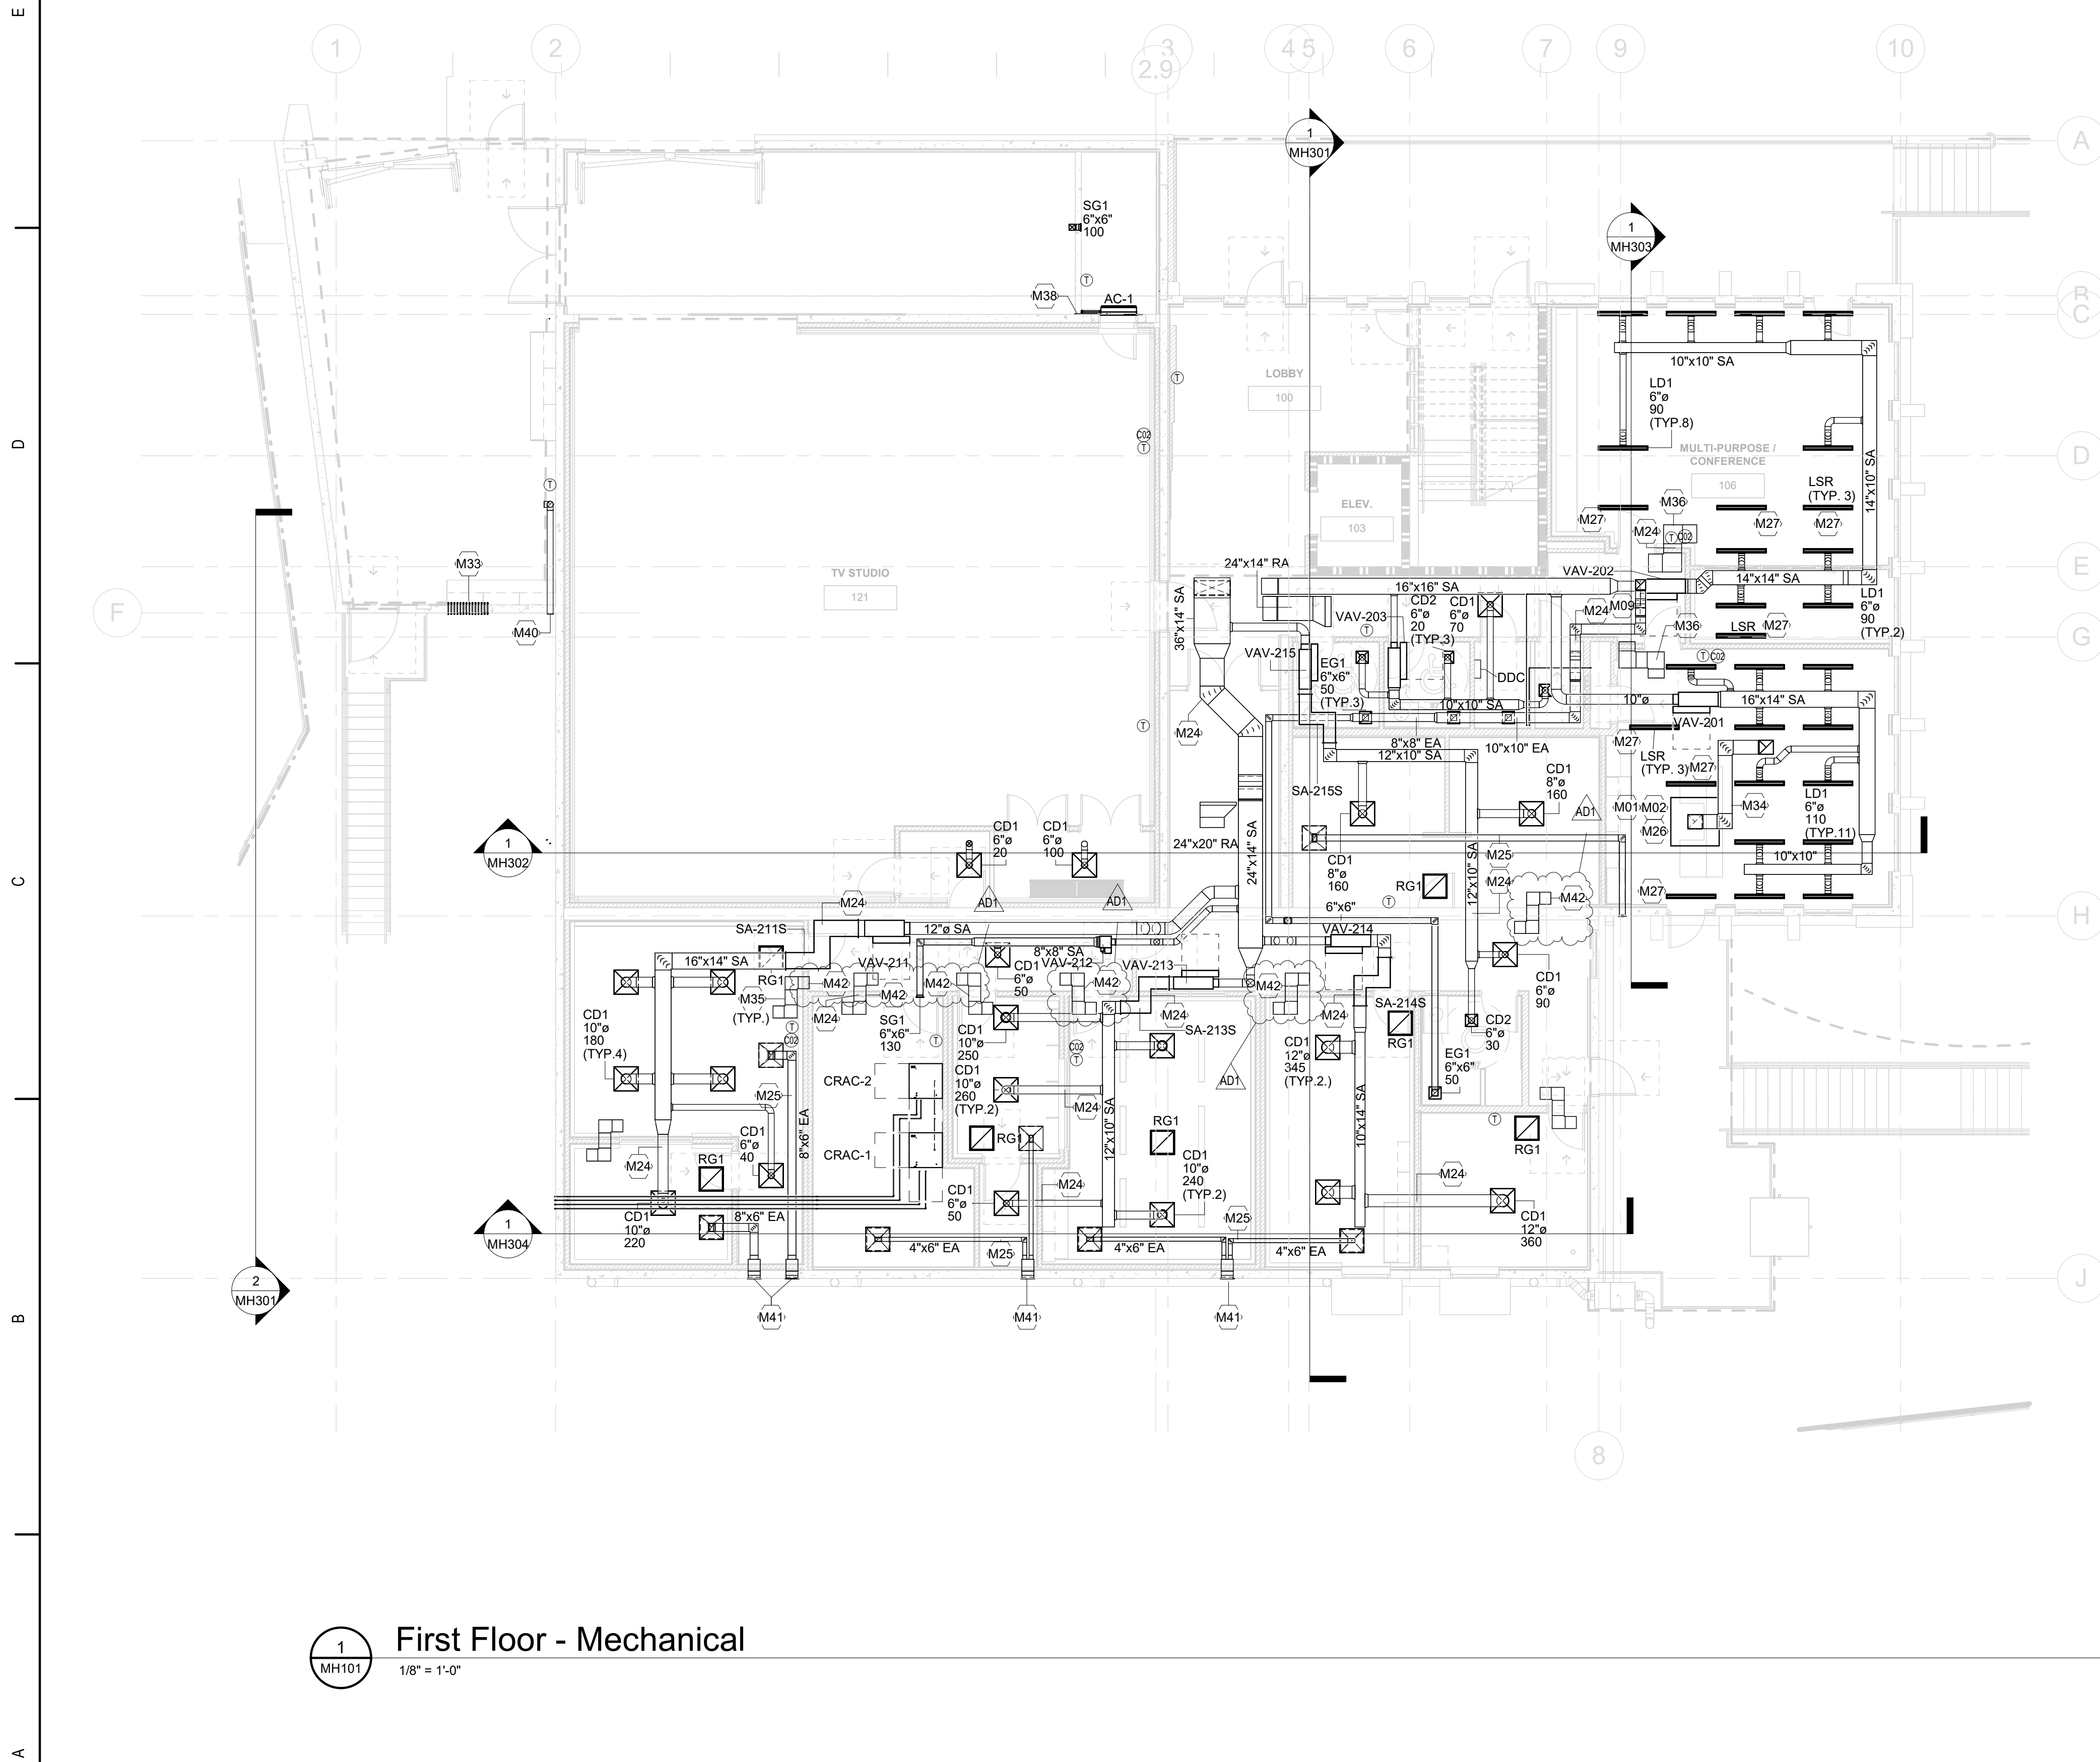 E
D
C
B
A
1
2
3
2.9
4
5
6
7
9
10
A
B
C
D
E
F
G
H
J
8
1
MH301
1
MH303
SG1
6"x6"
100
T
M38
AC-1
LOBBY
100
T
C02
T
ELEV.
103
TV STUDIO
121
T
M33
M40
10"x10" SA
LD1
6"ø
90
(TYP.8)
MULTI-PURPOSE /
CONFERENCE
106
14"x10" SA
LSR
(TYP. 3)
M36
M27
M24
M27
M27
T
C02
VAV-202
14"x14" SA
24"x14" RA
16"x16" SA
36"x14" SA
VAV-203
T
CD2
6"ø
20
(TYP.3)
CD1
6"ø
70
M24
M09
M36
LSR
M27
LD1
6"ø
90
(TYP.2)
VAV-215
EG1
6"x6"
50
(TYP.3)
DDC
T
C02
10"x10" SA
10"ø
16"x14" SA
VAV-201
T
M24
8"x8" EA
12"x10" SA
10"x10" EA
M27
LSR
(TYP. 3)
M27
SA-215S
CD1
8"ø
160
AD1
M01
M02
M26
M34
LD1
6"ø
110
(TYP.11)
24"x20" RA
24"x14" SA
CD1
6"ø
20
CD1
6"ø
100
1
MH302
CD1
8"ø
160
M25
M24
12"x10" SA
10"x10"
RG1
M42
M27
M24
AD1
AD1
T
6"x6"
SA-211S
12"ø SA
VAV-214
16"x14" SA
VAV-211
8"x8" SA
VAV-212
VAV-213
RG1
CD1
6"ø
50
CD1
6"ø
90
M42
M42
M42
M42
M42
M35
(TYP.)
M24
M24
M24
SA-213S
SA-214S
RG1
CD1
10"ø
180
(TYP.4)
T
C02
SG1
6"x6"
130
T
CD1
10"ø
250
C02
T
CD1
12"ø
345
(TYP.2.)
CD2
6"ø
30
EG1
6"x6"
50
AD1
CRAC-2
CD1
10"ø
260
(TYP.2)
M25
M24
8"x6" EA
12"x10" SA
10"x14" SA
T
CD1
6"ø
40
CRAC-1
RG1
RG1
RG1
M24
RG1
CD1
10"ø
240
(TYP.2)
M24
M24
CD1
6"ø
50
CD1
10"ø
220
8"x6" EA
M25
CD1
12"ø
360
1
MH304
4"x6" EA
M25
4"x6" EA
4"x6" EA
2
MH301
M41
M41
M41
1
MH101
First Floor - Mechanical
1/8" = 1'-0"